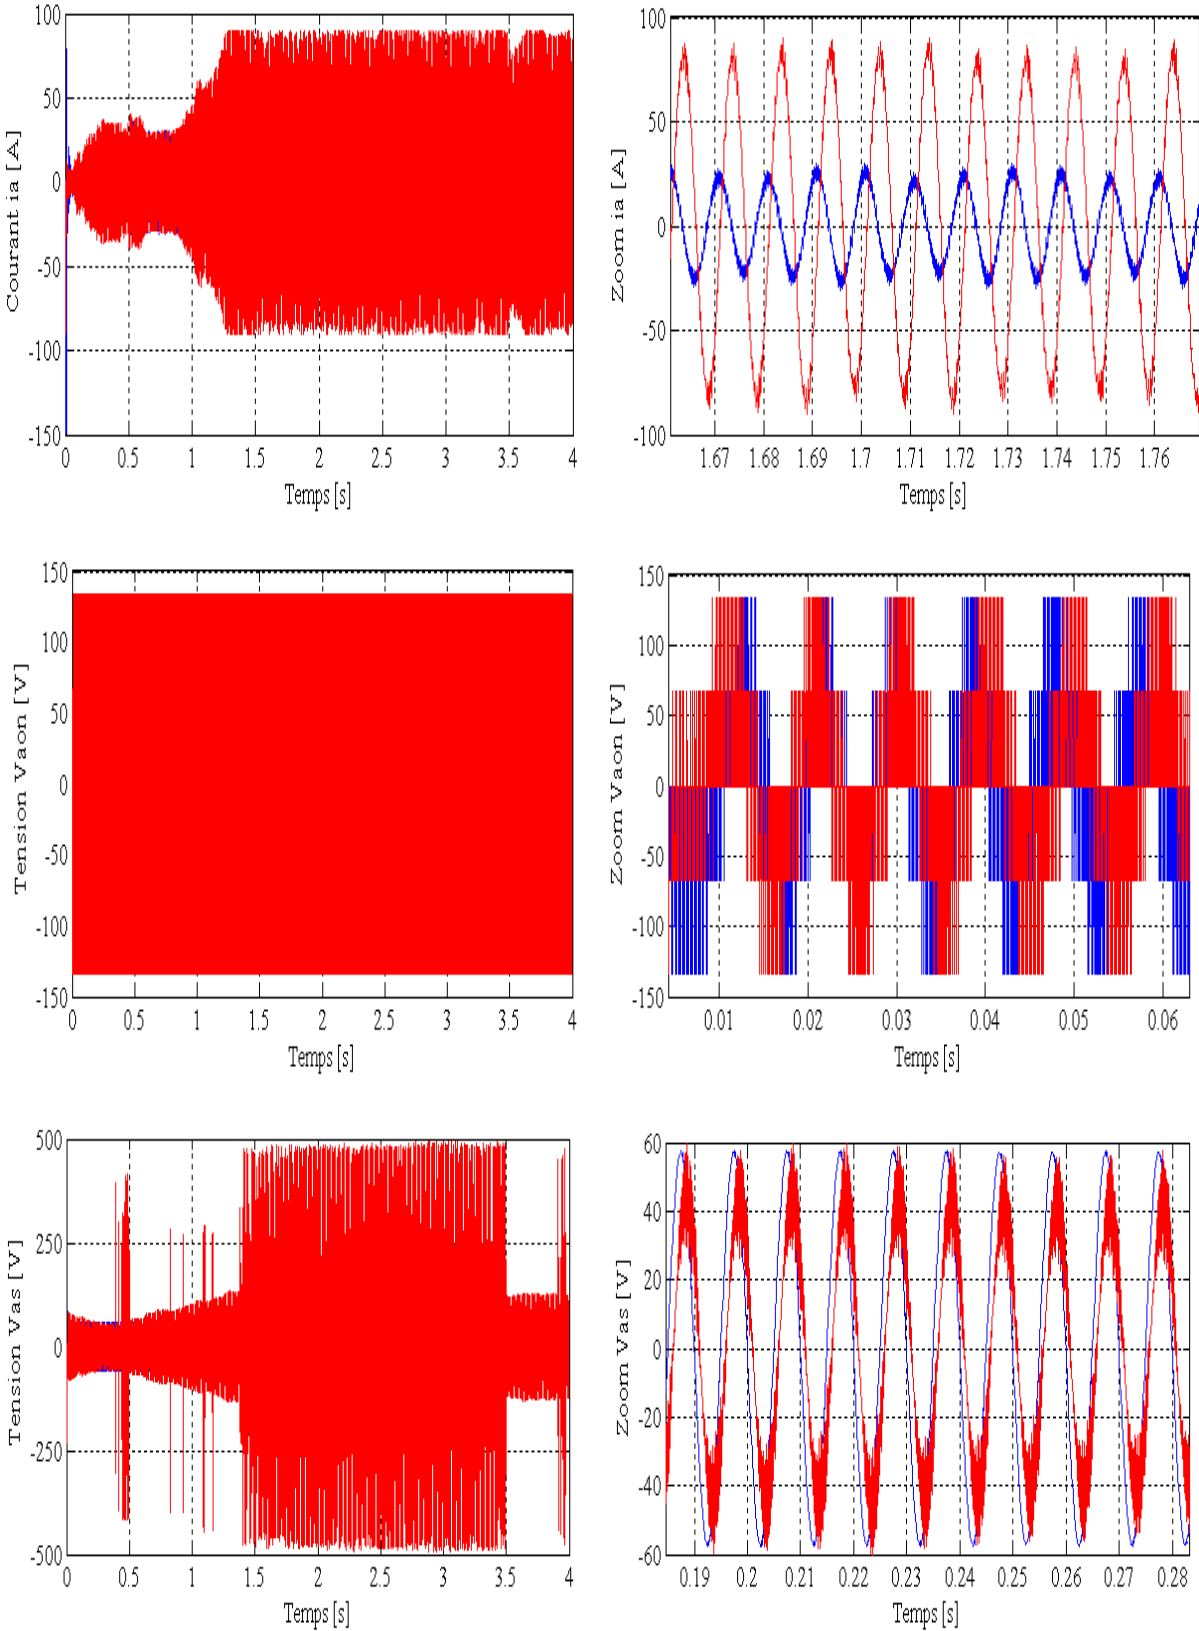 100
50
0
-50
-100
-150
0 0.5 1 1.5 2 2.5 3 3.5 4
Courant ia [A]
Temps[s]
100
50
0
-50
-100
1.67 1.68 1.69 1.7 1.71 1.72 1.73 1.74 1.75 1.76
Zoom ia [A]
Temps[s]
150
100
50
0
-50
-100
-150
0 0.5 1 1.5 2 2.5 3 3.5 4
Tension Vaon [V]
Temps[s]
150
100
50
0
-50
-100
-150
0.01 0.02 0.03 0.04 0.05 0.06
Zoom Vaon [V]
Temps[s]
500
250
0
-250
-500
0 0.5 1 1.5 2 2.5 3 3.5 4
Tension Vas [V]
Temps[s]
60
40
20
0
-20
-40
-60
0.19 0.2 0.21 0.22 0.23 0.24 0.25 0.26 0.27 0.28
Zoom Vas [V]
Temps[s]